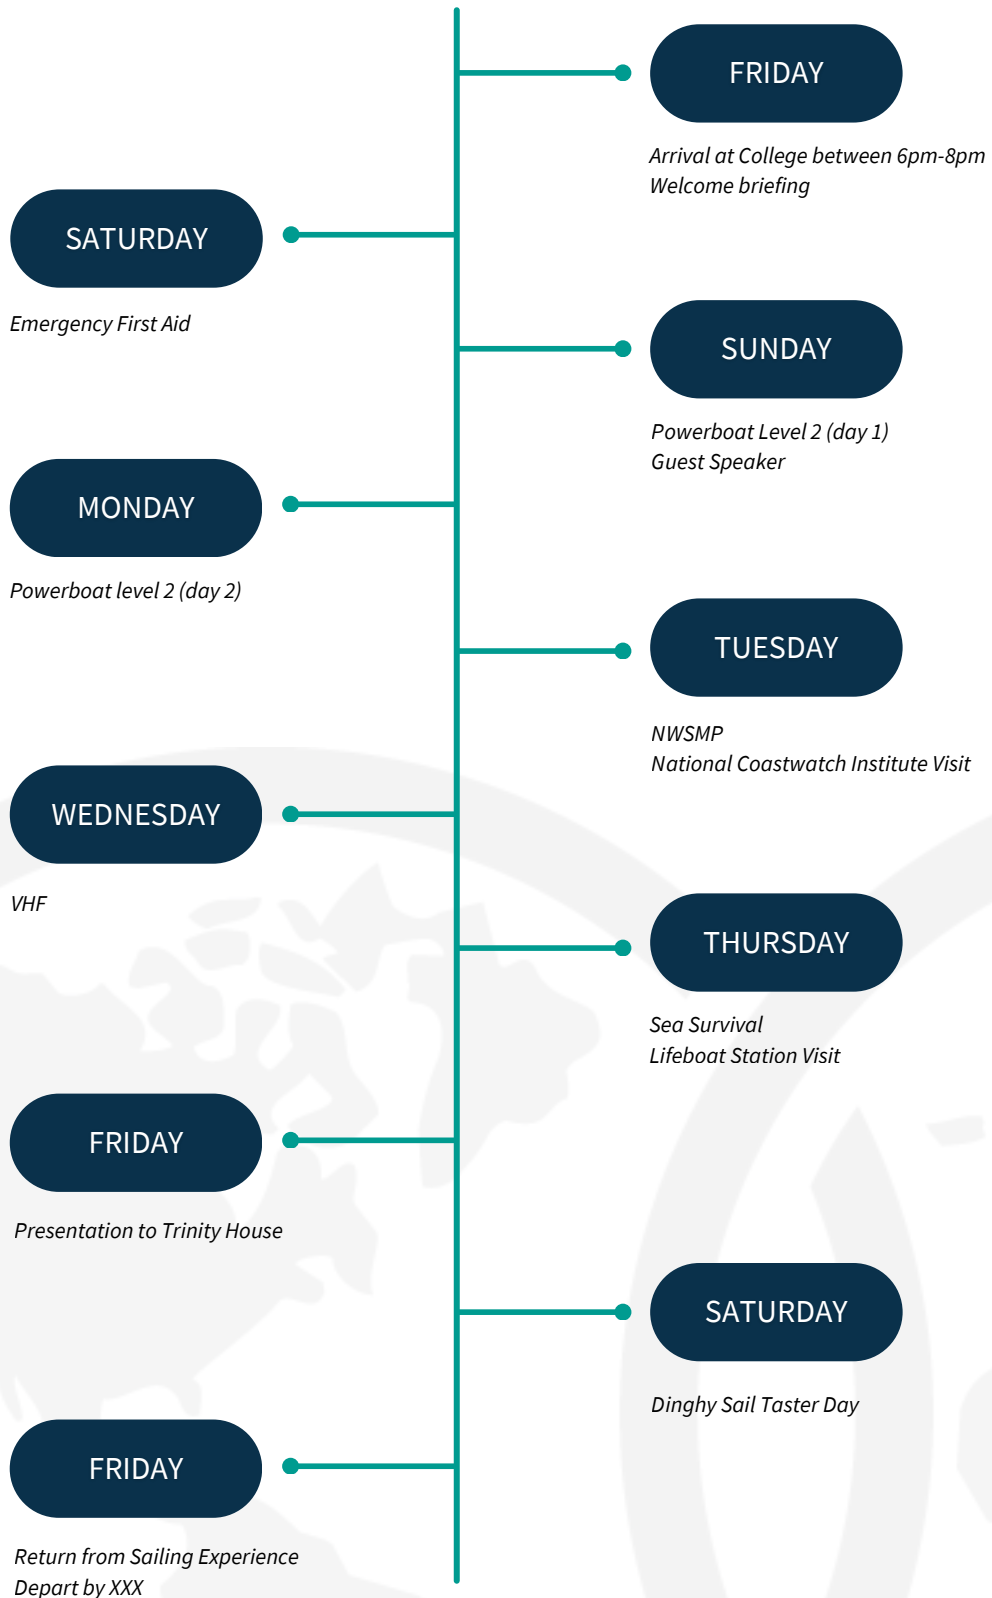 FRIDAY
Arrival at College between 6pm-8pm
Welcome briefing
SATURDAY
Emergency First Aid
SUNDAY
Powerboat Level 2 (day 1)
Guest Speaker
MONDAY
Powerboat level 2 (day 2)
TUESDAY
NWSMP
National Coastwatch Institute Visit
WEDNESDAY
VHF
THURSDAY
Sea Survival
Lifeboat Station Visit
FRIDAY
Presentation to Trinity House
SATURDAY
Dinghy Sail Taster Day
FRIDAY
Return from Sailing Experience
Depart by XXX